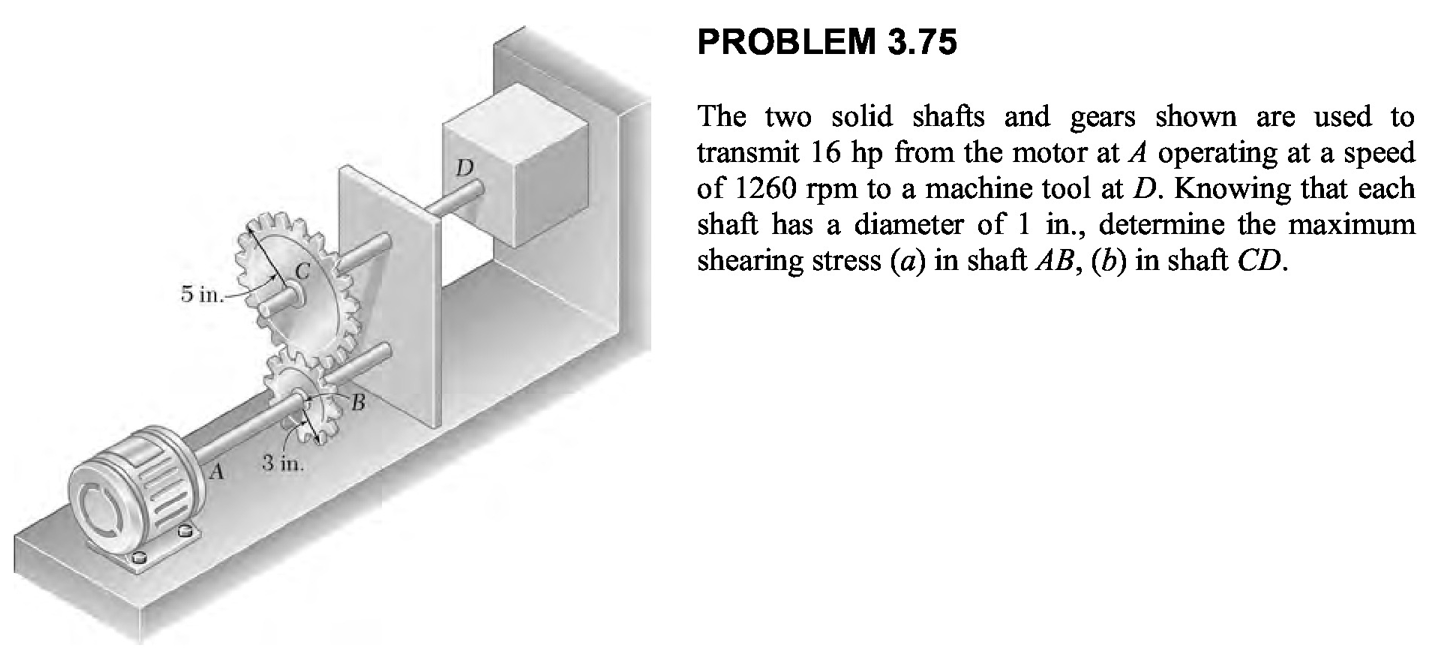 PROBLEM 3.75
The two solid shafts and gears shown are used to
transmit 16 hp from the motor at A operating at a speed
of 1260 rpm to a machine tool at D. Knowing that each
shaft has a diameter of 1 in., determine the maximum
shearing stress (a) in shaft AB, (b) in shaft CD.
D
C
5 in.
B
A
3 in.